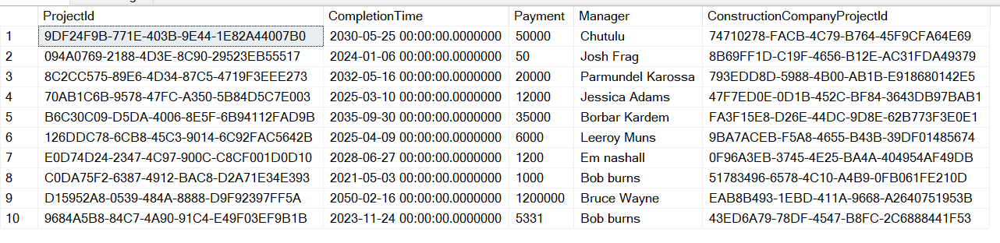 ProjectId CompletionTime Payment Manager ConstructionCompanyProjectId
1 9DF24F9B-771E-403B-9E44-1E82A44007B0 2030-05-25 00:00:00.0000000 50000 Chutulu 74710278-FACB-4C79-B764-45F9CFA64E69
2 094A0769-2188-4D3E-8C90-29523EB55517 2024-01-06 00:00:00.0000000 50 Josh Frag 8B69FF1D-C19F-4656-B12E-AC31FDA49379
3 8C2CC575-89E6-4D34-87C5-4719F3EEE273 2032-05-16 00:00:00.0000000 20000 Parmundel Karossa 793EDD8D-5988-4B00-AB1B-E918680142E5
4 70AB1C6B-9578-47FC-A350-5B84D5C7E003 2025-03-10 00:00:00.0000000 12000 Jessica Adams 47F7ED0E-0D1B-452C-BF84-3643DB97BAB1
5 B6C30C09-D5DA-4006-8E5F-6B94112FAD9B 2035-09-30 00:00:00.0000000 35000 Borbar Kardem FA3F15E8-D26E-44DC-9D8E-62B773F3E0E1
6 126DDC78-6CB8-45C3-9014-6C92FAC5642B 2025-04-09 00:00:00.0000000 6000 Leeroy Muns 9BA7ACEB-F5A8-4655-B43B-39DF01485674
7 E0D74D24-2347-4C97-900C-C8CF001D0D10 2028-06-27 00:00:00.0000000 1200 Em nashall 0F96A3EB-3745-4E25-BA4A-404954AF49DB
8 C0DA75F2-6387-4912-BAC8-D2A71E34E393 2021-05-03 00:00:00.0000000 1000 Bob burns 51783496-6578-4C10-A4B9-0FB061FE210D
9 D15952A8-0539-484A-8888-D9F92397FF5A 2050-02-16 00:00:00.0000000 1200000 Bruce Wayne EAB8B493-1EBD-411A-9668-A2640751953B
10 9684A5B8-84C7-4A90-91C4-E49F03EF9B1B 2023-11-24 00:00:00.0000000 5331 Bob burns 43ED6A79-78DF-4547-B8FC-2C6888441F53